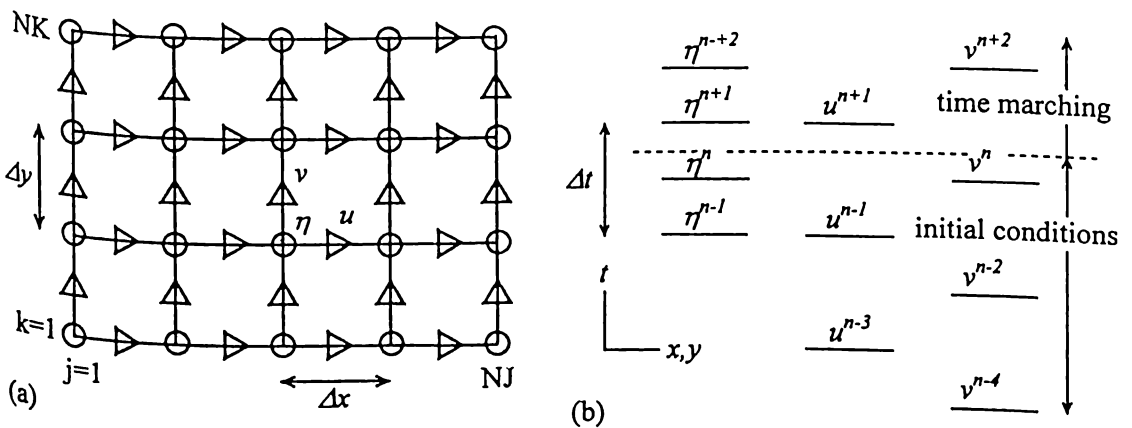 NK
Δy
v
η u
k=1
j=1
NJ
Δx
(a)
η^{n-+2}
v^{n+2}
η^{n+1}
u^{n+1}
time marching
η^n
v^n
Δt
η^{n-1}
u^{n-1}
initial conditions
t
v^{n-2}
x,y
u^{n-3}
v^{n-4}
(b)